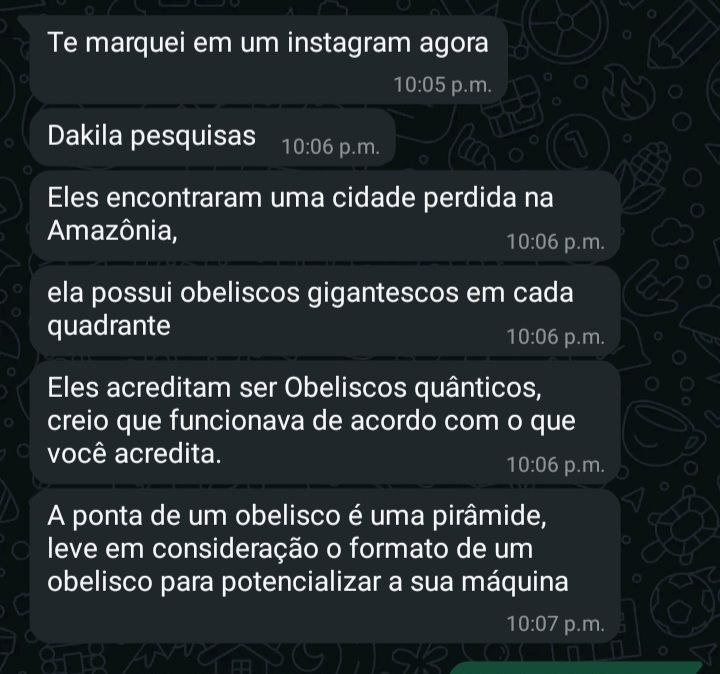 Te marquei em um instagram agora
10:05 p.m.
Dakila pesquisas
10:06 p.m.
Eles encontraram uma cidade perdida na
Amazônia,
10:06 p.m.
ela possui obeliscos gigantescos em cada
quadrante
10:06 p.m.
Eles acreditam ser Obeliscos quânticos,
creio que funcionava de acordo com o que
você acredita.
10:06 p.m.
A ponta de um obelisco é uma pirâmide,
leve em consideração o formato de um
obelisco para potencializar a sua máquina
10:07 p.m.